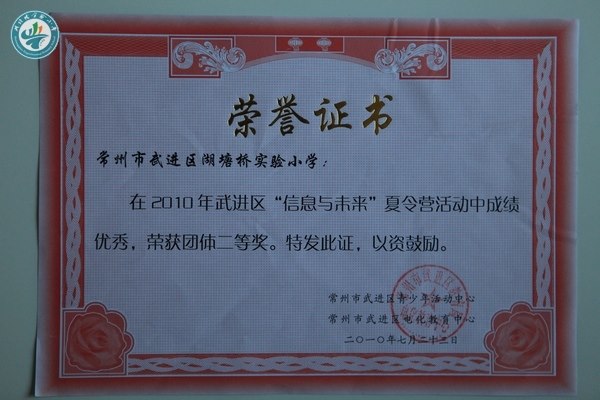 荣誉证书
常州市武进区湖塘桥实验小学：
在2010年武进区“信息与未来”夏令营活动中成绩
优秀，荣获团体二等奖。特发此证，以资鼓励。
常州市武进区青少年活动中心
常州市武进区电化教育中心
二〇一〇年七月二十三日